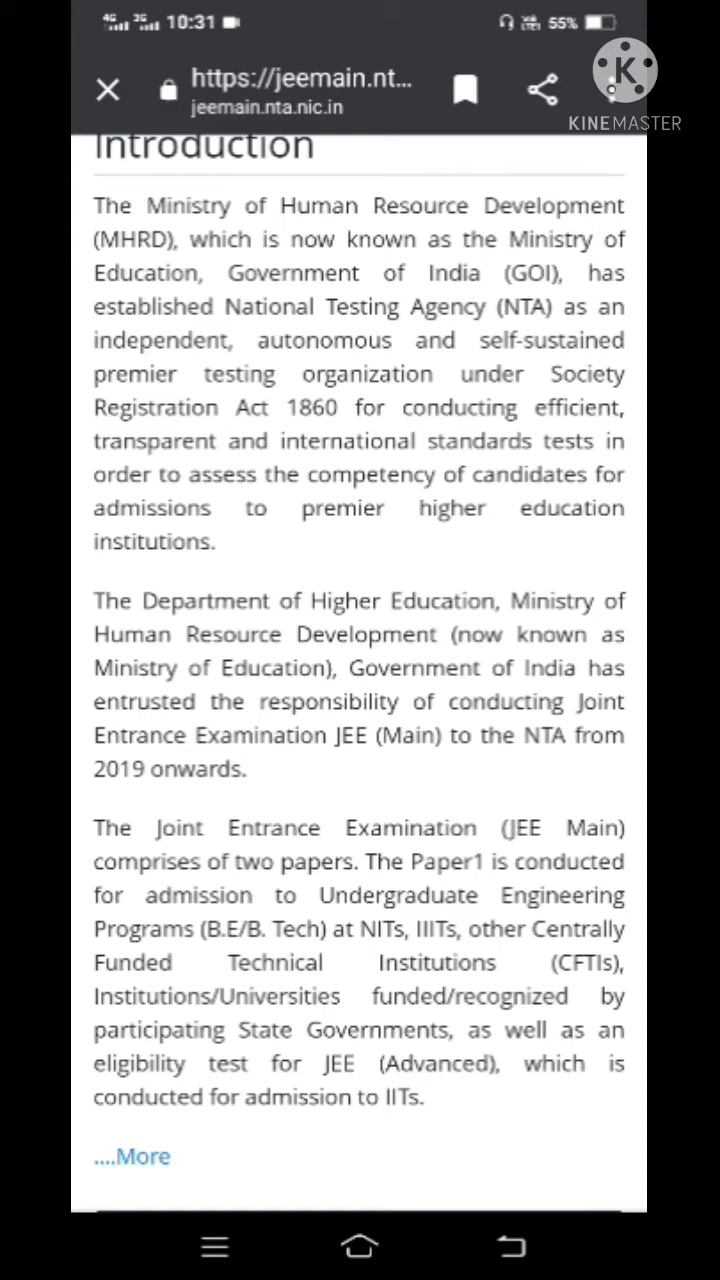 4G 3G 10:31 55%
https://jeemain.nt...
jeemain.nta.nic.in
K
KINEMASTER
Introduction
The Ministry of Human Resource Development
(MHRD), which is now known as the Ministry of
Education, Government of India (GOI), has
established National Testing Agency (NTA) as an
independent, autonomous and self-sustained
premier testing organization under Society
Registration Act 1860 for conducting efficient,
transparent and international standards tests in
order to assess the competency of candidates for
admissions to premier higher education
institutions.
The Department of Higher Education, Ministry of
Human Resource Development (now known as
Ministry of Education), Government of India has
entrusted the responsibility of conducting Joint
Entrance Examination JEE (Main) to the NTA from
2019 onwards.
The Joint Entrance Examination (JEE Main)
comprises of two papers. The Paper1 is conducted
for admission to Undergraduate Engineering
Programs (B.E/B. Tech) at NITs, IIITs, other Centrally
Funded Technical Institutions (CFTIs),
Institutions/Universities funded/recognized by
participating State Governments, as well as an
eligibility test for JEE (Advanced), which is
conducted for admission to IITs.
....More